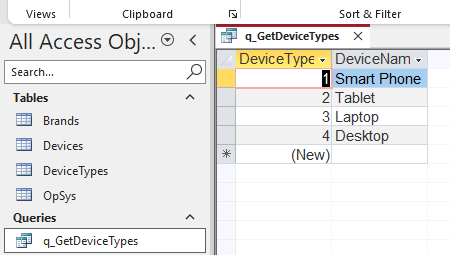 Views
Clipboard
Sort & Filter
All Access Obj...
Search...
Tables
Brands
Devices
DeviceTypes
OpSys
Queries
q_GetDeviceTypes
q_GetDeviceTypes
DeviceType DeviceNam
1 Smart Phone
2 Tablet
3 Laptop
4 Desktop
* (New)